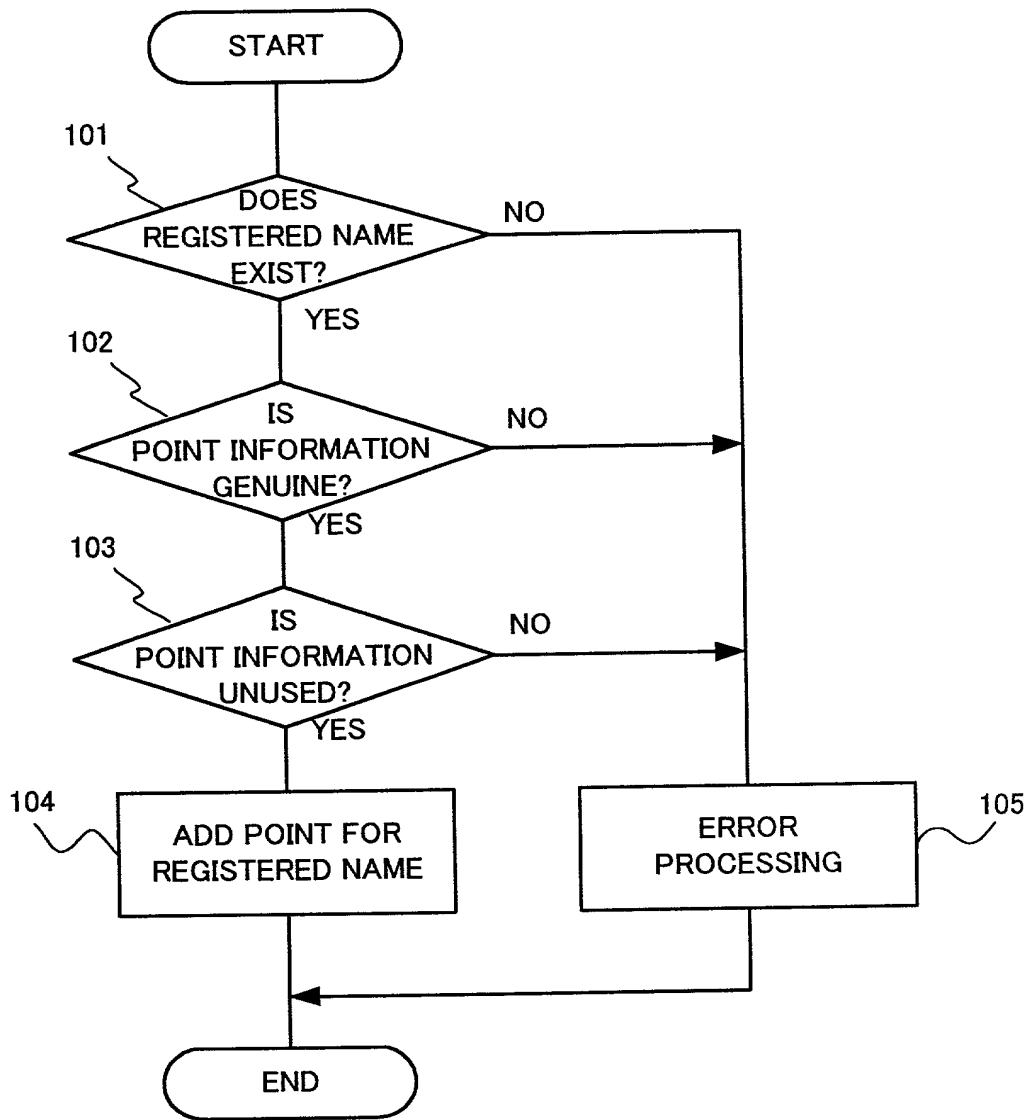 START
101
DOES
REGISTERED NAME
EXIST?
NO
YES
102
IS
POINT INFORMATION
GENUINE?
NO
YES
103
IS
POINT INFORMATION
UNUSED?
NO
YES
104
ADD POINT FOR
REGISTERED NAME
ERROR
PROCESSING
105
END